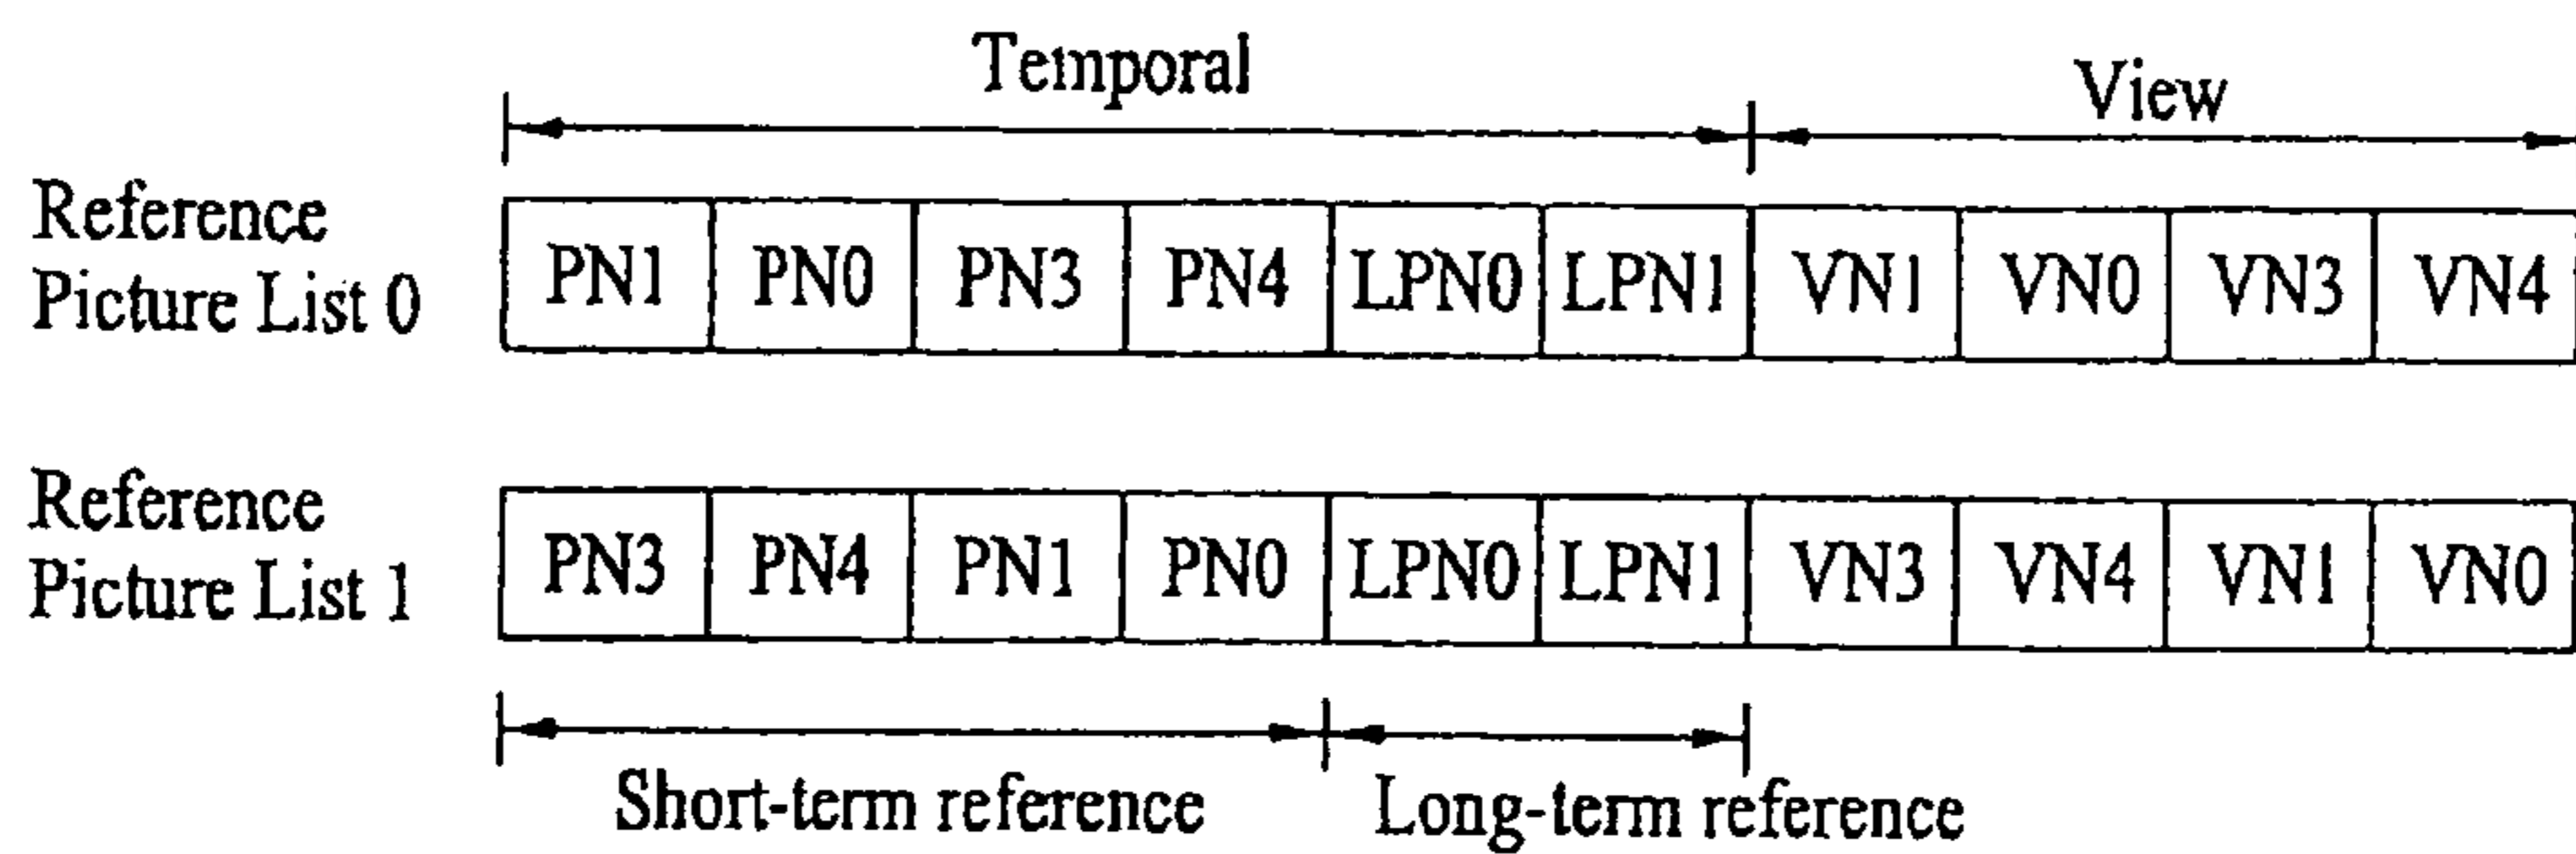 Temporal
View
Reference
Picture List 0
PN1 PN0 PN3 PN4 LPN0 LPN1 VN1 VN0 VN3 VN4
Reference
Picture List 1
PN3 PN4 PN1 PN0 LPN0 LPN1 VN3 VN4 VN1 VN0
Short-term reference
Long-term reference